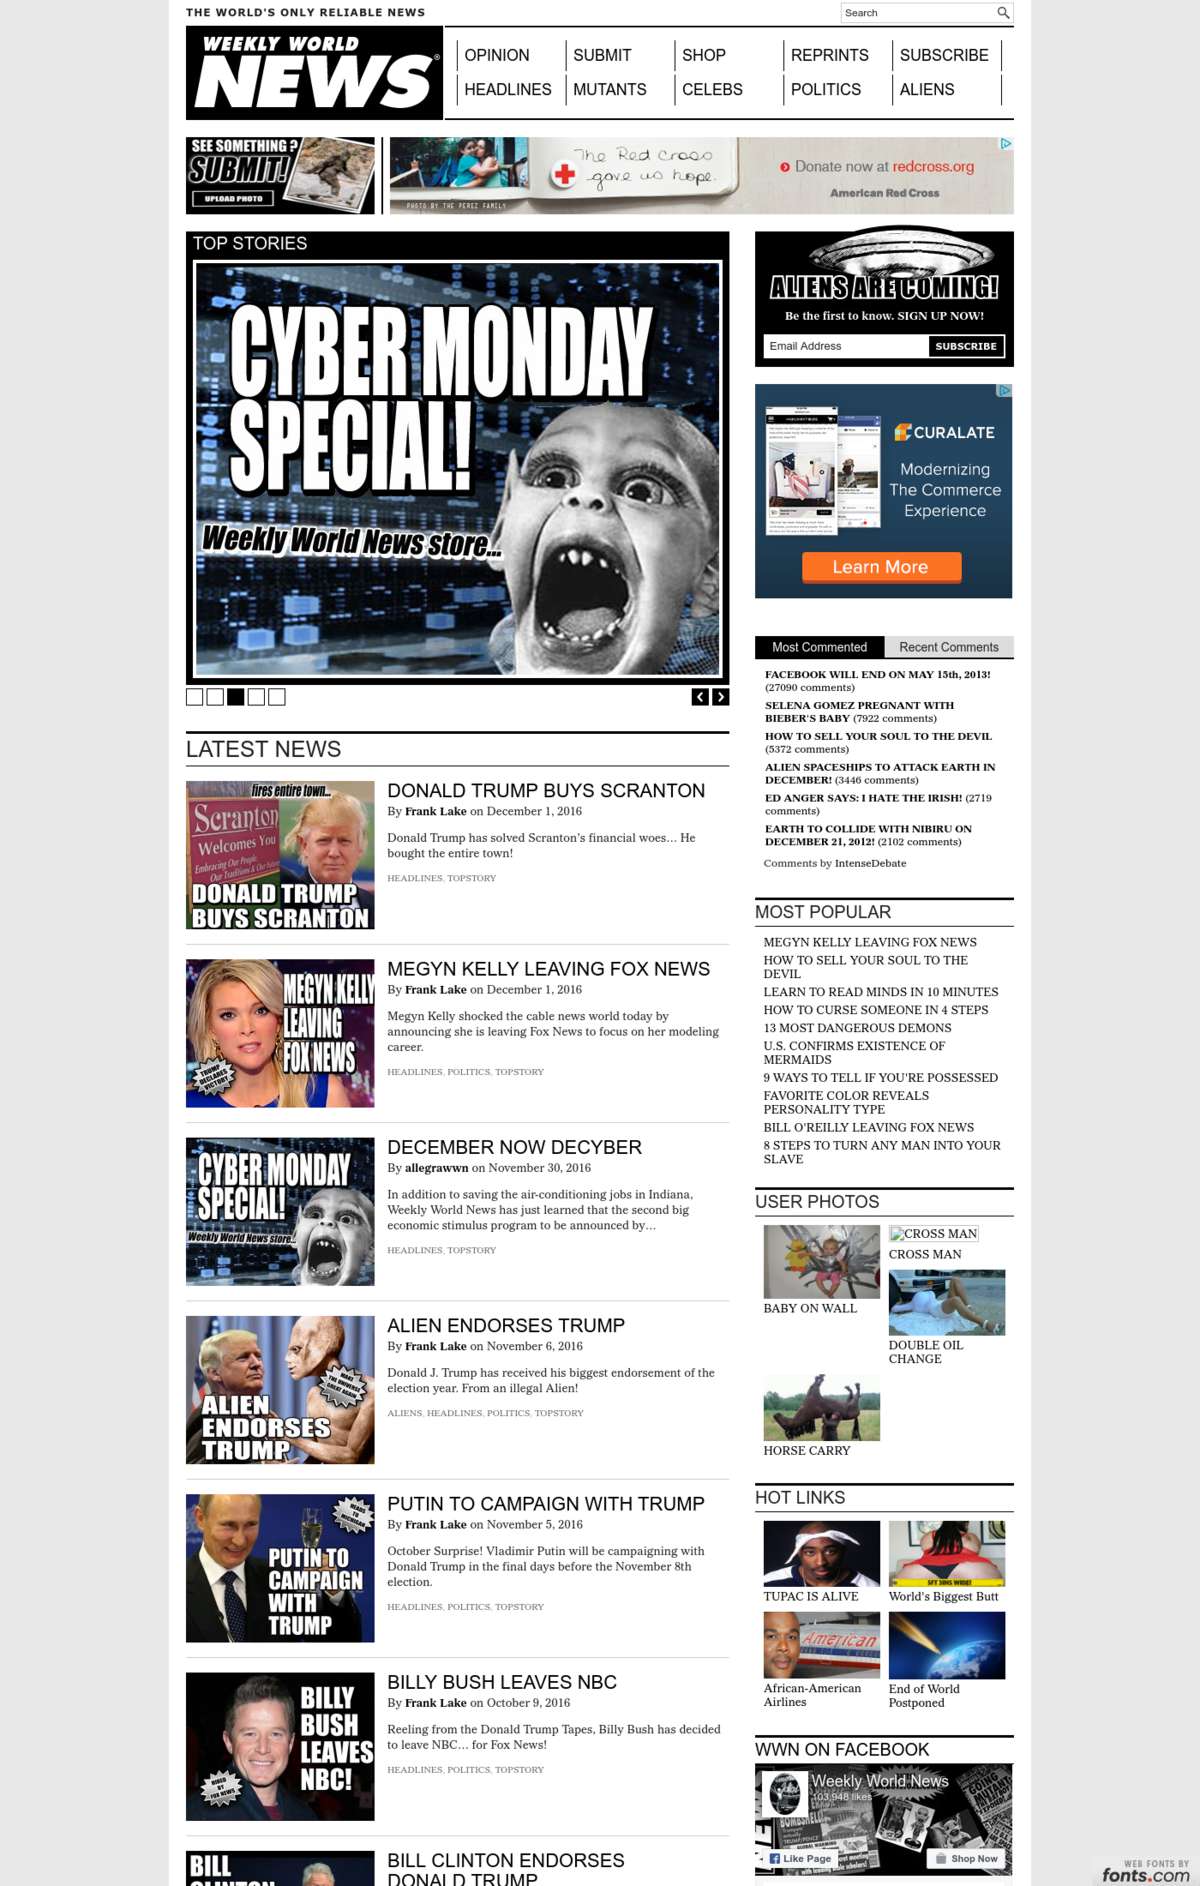 THE WORLD'S ONLY RELIABLE NEWS
Search
WEEKLY WORLD
NEWS®
OPINION
SUBMIT
SHOP
REPRINTS
SUBSCRIBE
HEADLINES
MUTANTS
CELEBS
POLITICS
ALIENS
SEE SOMETHING?
SUBMIT!
UPLOAD PHOTO
The Red Cross
gave us hope.
PHOTO BY THE PEREZ FAMILY
Donate now at redcross.org
American Red Cross
TOP STORIES
CYBER MONDAY
SPECIAL!
Weekly World News store...
LATEST NEWS
fires entire town...
Scranton
Welcomes You
Embracing Our People,
Our Traditions & Our Future
DONALD TRUMP
BUYS SCRANTON
DONALD TRUMP BUYS SCRANTON
By Frank Lake on December 1, 2016
Donald Trump has solved Scranton's financial woes... He
bought the entire town!
HEADLINES, TOPSTORY
MEGYN KELLY
LEAVING
FOX NEWS
TRUMP
DECLARES
VICTORY
MEGYN KELLY LEAVING FOX NEWS
By Frank Lake on December 1, 2016
Megyn Kelly shocked the cable news world today by
announcing she is leaving Fox News to focus on her modeling
career.
HEADLINES, POLITICS, TOPSTORY
CYBER MONDAY
SPECIAL!
Weekly World News store...
DECEMBER NOW DECYBER
By allegrawwn on November 30, 2016
In addition to saving the air-conditioning jobs in Indiana,
Weekly World News has just learned that the second big
economic stimulus program to be announced by…
HEADLINES, TOPSTORY
MAKE
THE UNIVERSE
GREAT AGAIN
ALIEN
ENDORSES
TRUMP
ALIEN ENDORSES TRUMP
By Frank Lake on November 6, 2016
Donald J. Trump has received his biggest endorsement of the
election year. From an illegal Alien!
ALIENS, HEADLINES, POLITICS, TOPSTORY
HEADS
TO
MICHIGAN
PUTIN TO
CAMPAIGN
WITH
TRUMP
PUTIN TO CAMPAIGN WITH TRUMP
By Frank Lake on November 5, 2016
October Surprise! Vladimir Putin will be campaigning with
Donald Trump in the final days before the November 8th
election.
HEADLINES, POLITICS, TOPSTORY
BILLY
BUSH
LEAVES
NBC!
HIRED
BY
FOX NEWS
BILLY BUSH LEAVES NBC
By Frank Lake on October 9, 2016
Reeling from the Donald Trump Tapes, Billy Bush has decided
to leave NBC… for Fox News!
HEADLINES, POLITICS, TOPSTORY
BILL
CLINTON
BILL CLINTON ENDORSES
DONALD TRUMP
ALIENS ARE COMING!
Be the first to know. SIGN UP NOW!
Email Address
SUBSCRIBE
CURALATE
Modernizing
The Commerce
Experience
Learn More
Most Commented
Recent Comments
FACEBOOK WILL END ON MAY 15th, 2013!
(27090 comments)
SELENA GOMEZ PREGNANT WITH
BIEBER'S BABY (7922 comments)
HOW TO SELL YOUR SOUL TO THE DEVIL
(5372 comments)
ALIEN SPACESHIPS TO ATTACK EARTH IN
DECEMBER! (3446 comments)
ED ANGER SAYS: I HATE THE IRISH! (2719
comments)
EARTH TO COLLIDE WITH NIBIRU ON
DECEMBER 21, 2012! (2102 comments)
Comments by IntenseDebate
MOST POPULAR
MEGYN KELLY LEAVING FOX NEWS
HOW TO SELL YOUR SOUL TO THE
DEVIL
LEARN TO READ MINDS IN 10 MINUTES
HOW TO CURSE SOMEONE IN 4 STEPS
13 MOST DANGEROUS DEMONS
U.S. CONFIRMS EXISTENCE OF
MERMAIDS
9 WAYS TO TELL IF YOU'RE POSSESSED
FAVORITE COLOR REVEALS
PERSONALITY TYPE
BILL O'REILLY LEAVING FOX NEWS
8 STEPS TO TURN ANY MAN INTO YOUR
SLAVE
USER PHOTOS
BABY ON WALL
CROSS MAN
CROSS MAN
DOUBLE OIL
CHANGE
HORSE CARRY
HOT LINKS
TUPAC IS ALIVE
5FT 3INS WIDE!
World's Biggest Butt
American
African-American
Airlines
End of World
Postponed
WWN ON FACEBOOK
Weekly World News
103,948 likes
Like Page
Shop Now
WEB FONTS BY
fonts.com